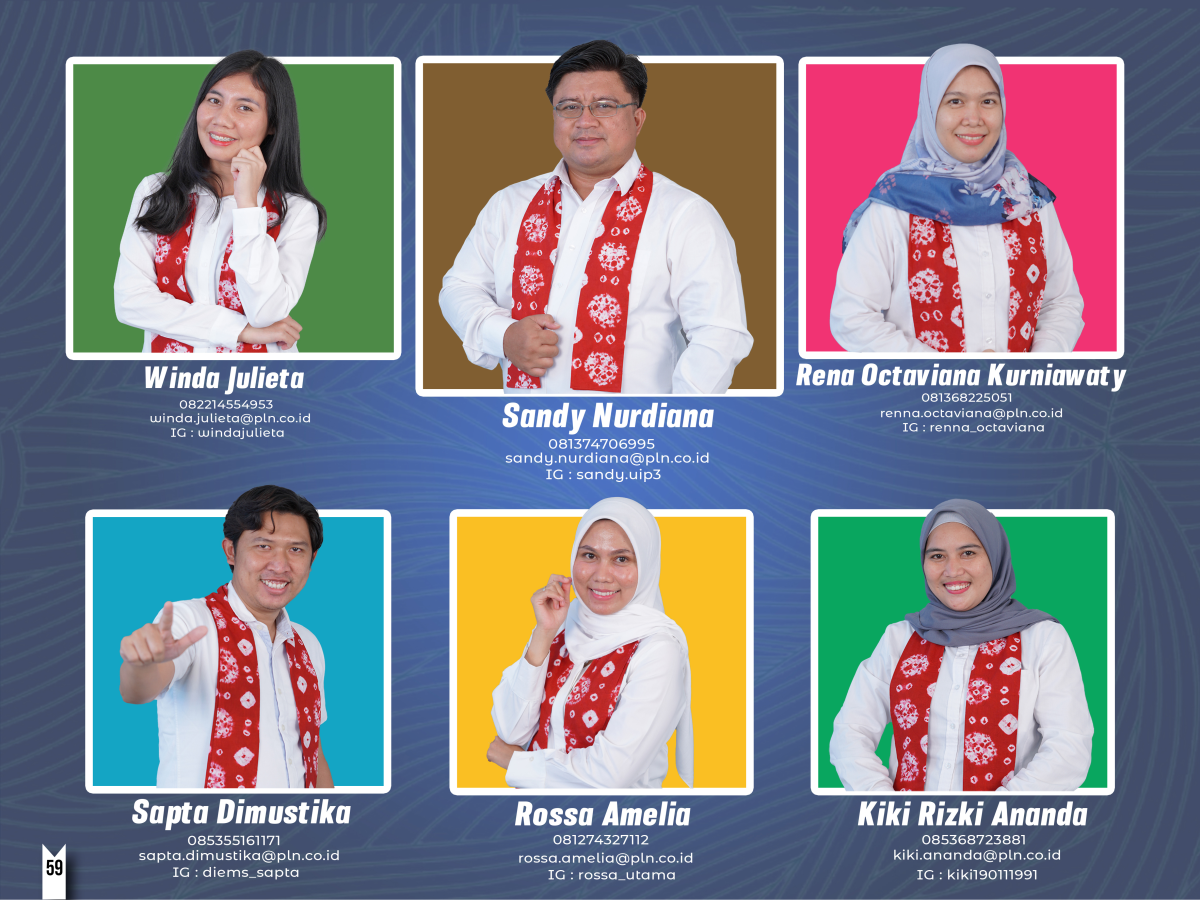 Winda Julieta
082214554953
winda.julieta@pln.co.id
IG : windajulieta
Sandy Nurdiana
081374706995
sandy.nurdiana@pln.co.id
IG : sandy.uip3
Rena Octaviana Kurniawaty
081368225051
renna.octaviana@pln.co.id
IG : renna_octaviana
Sapta Dimustika
085355161171
sapta.dimustika@pln.co.id
IG : diems_sapta
Rossa Amelia
081274327112
rossa.amelia@pln.co.id
IG : rossa_utama
Kiki Rizki Ananda
085368723881
kiki.ananda@pln.co.id
IG : kiki190111991
59